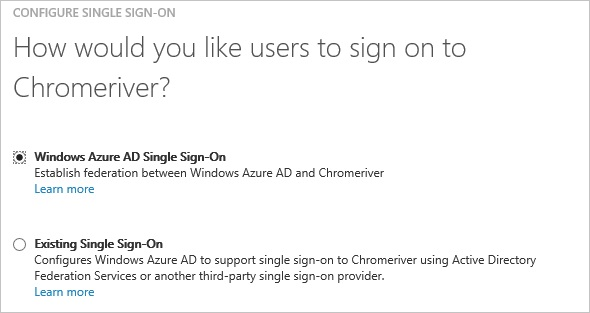 CONFIGURE SINGLE SIGN-ON
How would you like users to sign on to
Chromeriver?
Windows Azure AD Single Sign-On
Establish federation between Windows Azure AD and Chromeriver
Learn more
Existing Single Sign-On
Configures Windows Azure AD to support single sign-on to Chromeriver using Active Directory
Federation Services or another third-party single sign-on provider.
Learn more